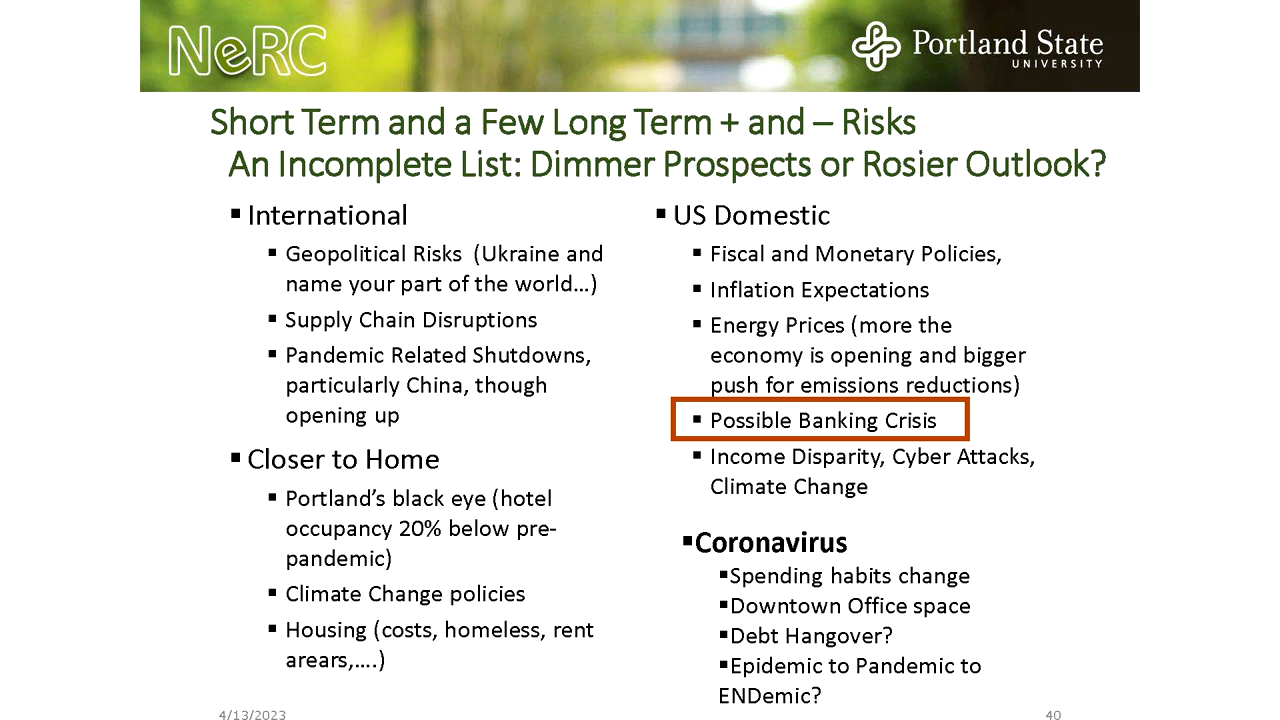 NeRC
Portland State
UNIVERSITY
Short Term and a Few Long Term + and – Risks
An Incomplete List: Dimmer Prospects or Rosier Outlook?
▪ International
▪ Geopolitical Risks (Ukraine and
name your part of the world…)
▪ Supply Chain Disruptions
▪ Pandemic Related Shutdowns,
particularly China, though
opening up
▪ Closer to Home
▪ Portland’s black eye (hotel
occupancy 20% below pre-
pandemic)
▪ Climate Change policies
▪ Housing (costs, homeless, rent
arears,….)
▪ US Domestic
▪ Fiscal and Monetary Policies,
▪ Inflation Expectations
▪ Energy Prices (more the
economy is opening and bigger
push for emissions reductions)
▪ Possible Banking Crisis
▪ Income Disparity, Cyber Attacks,
Climate Change
▪Coronavirus
▪Spending habits change
▪Downtown Office space
▪Debt Hangover?
▪Epidemic to Pandemic to
ENDemic?
4/13/2023
40